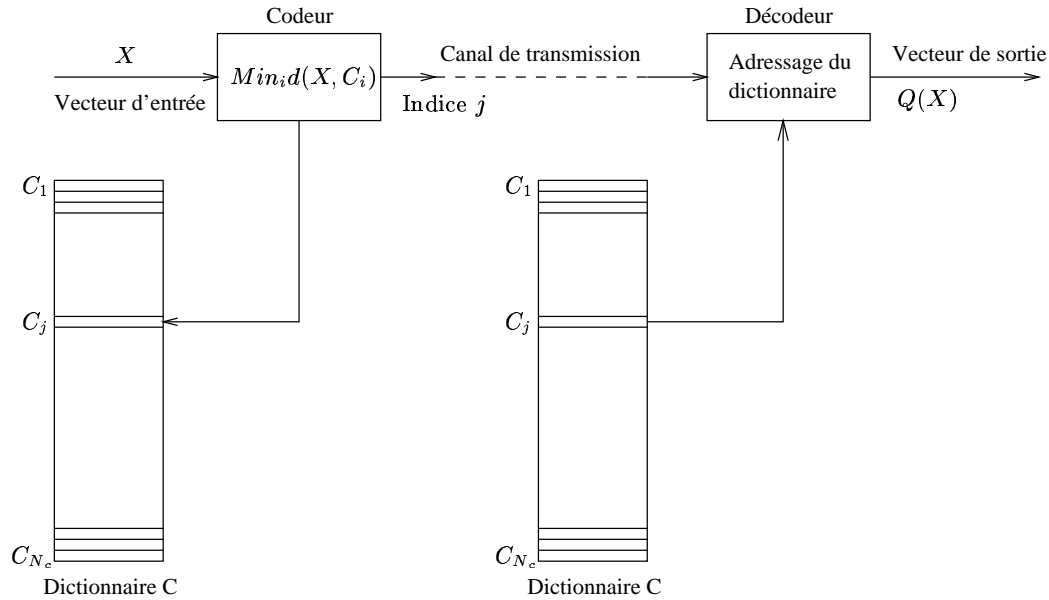 Codeur
Décodeur
X
Vecteur d'entrée
Min_i d(X, C_i)
Canal de transmission
Indice j
Adressage du
dictionnaire
Vecteur de sortie
Q(X)
C_1
C_j
C_{N_c}
Dictionnaire C
C_1
C_j
C_{N_c}
Dictionnaire C